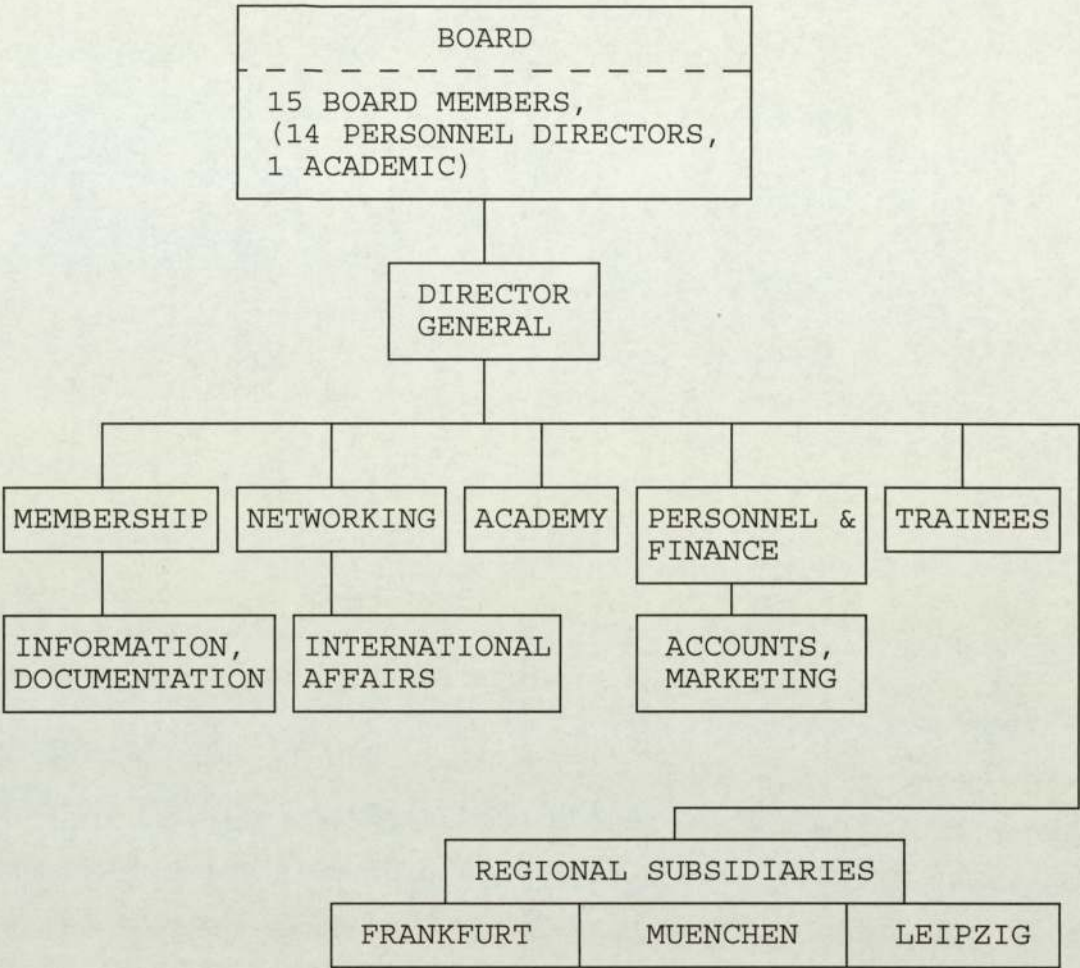 BOARD
15 BOARD MEMBERS,
(14 PERSONNEL DIRECTORS,
1 ACADEMIC)
DIRECTOR
GENERAL
MEMBERSHIP
NETWORKING
ACADEMY
PERSONNEL &
FINANCE
TRAINEES
INFORMATION,
DOCUMENTATION
INTERNATIONAL
AFFAIRS
ACCOUNTS,
MARKETING
REGIONAL SUBSIDIARIES
FRANKFURT
MUENCHEN
LEIPZIG